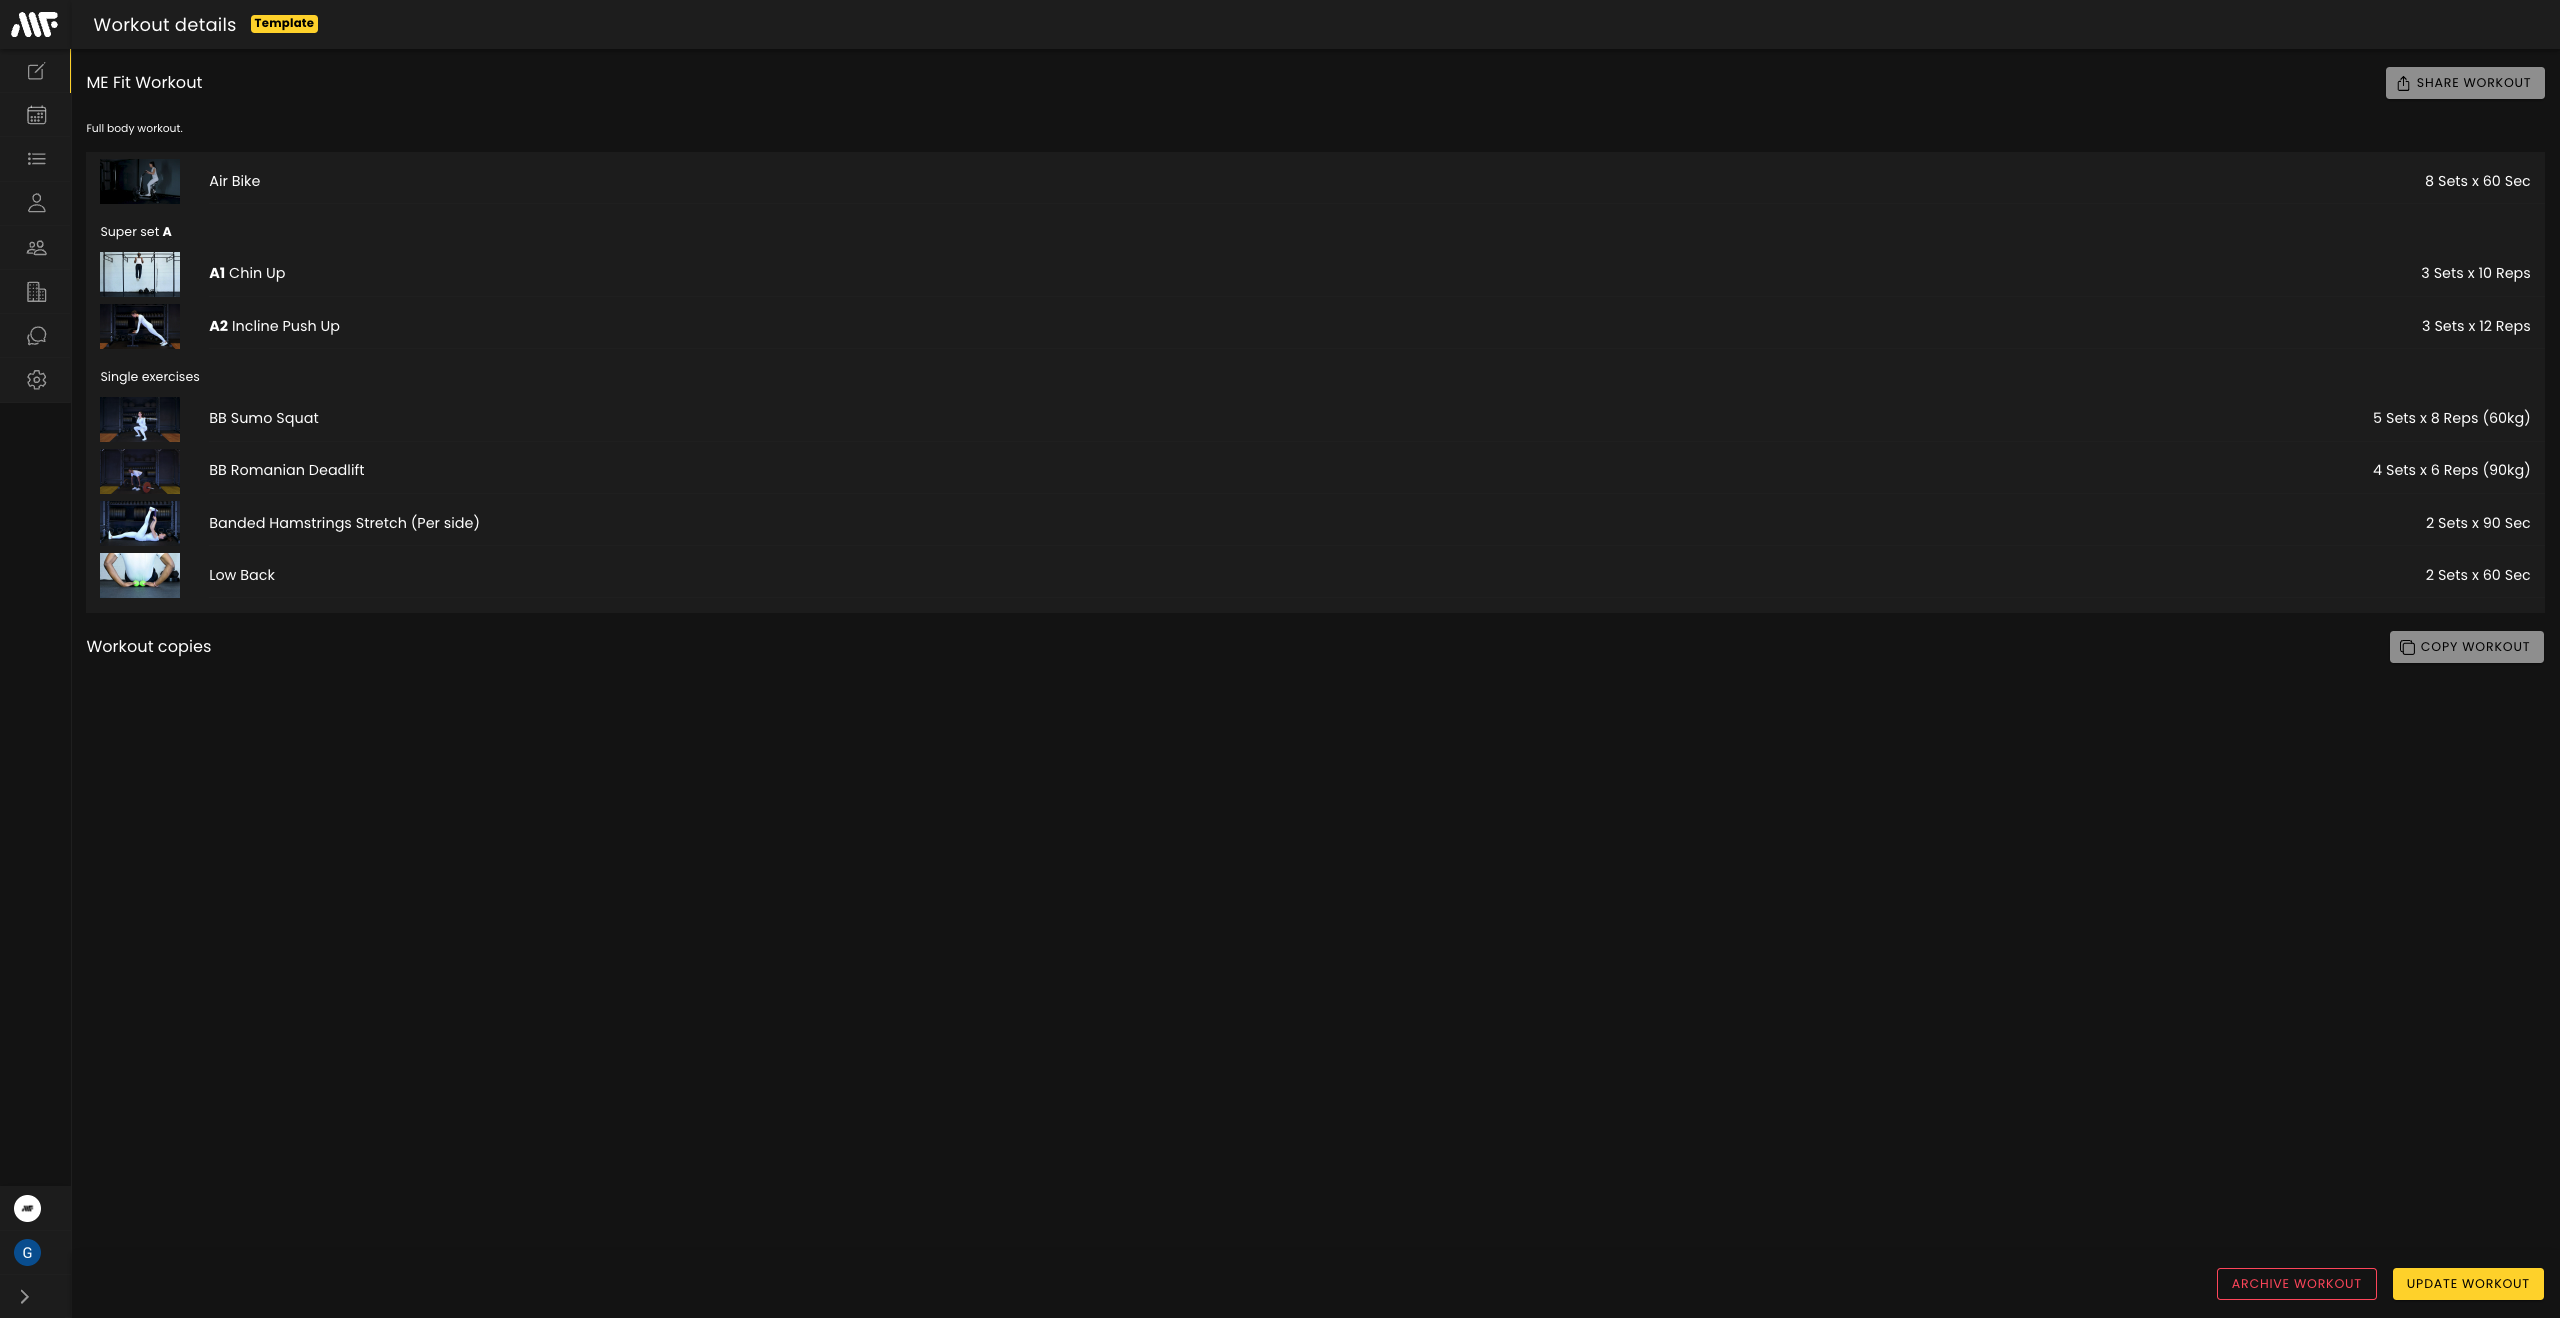 Workout details Template
ME Fit Workout
SHARE WORKOUT
Full body workout.
Air Bike
8 Sets x 60 Sec
Super set A
A1 Chin Up
3 Sets x 10 Reps
A2 Incline Push Up
3 Sets x 12 Reps
Single exercises
BB Sumo Squat
5 Sets x 8 Reps (60kg)
BB Romanian Deadlift
4 Sets x 6 Reps (90kg)
Banded Hamstrings Stretch (Per side)
2 Sets x 90 Sec
Low Back
2 Sets x 60 Sec
Workout copies
COPY WORKOUT
G
ARCHIVE WORKOUT
UPDATE WORKOUT